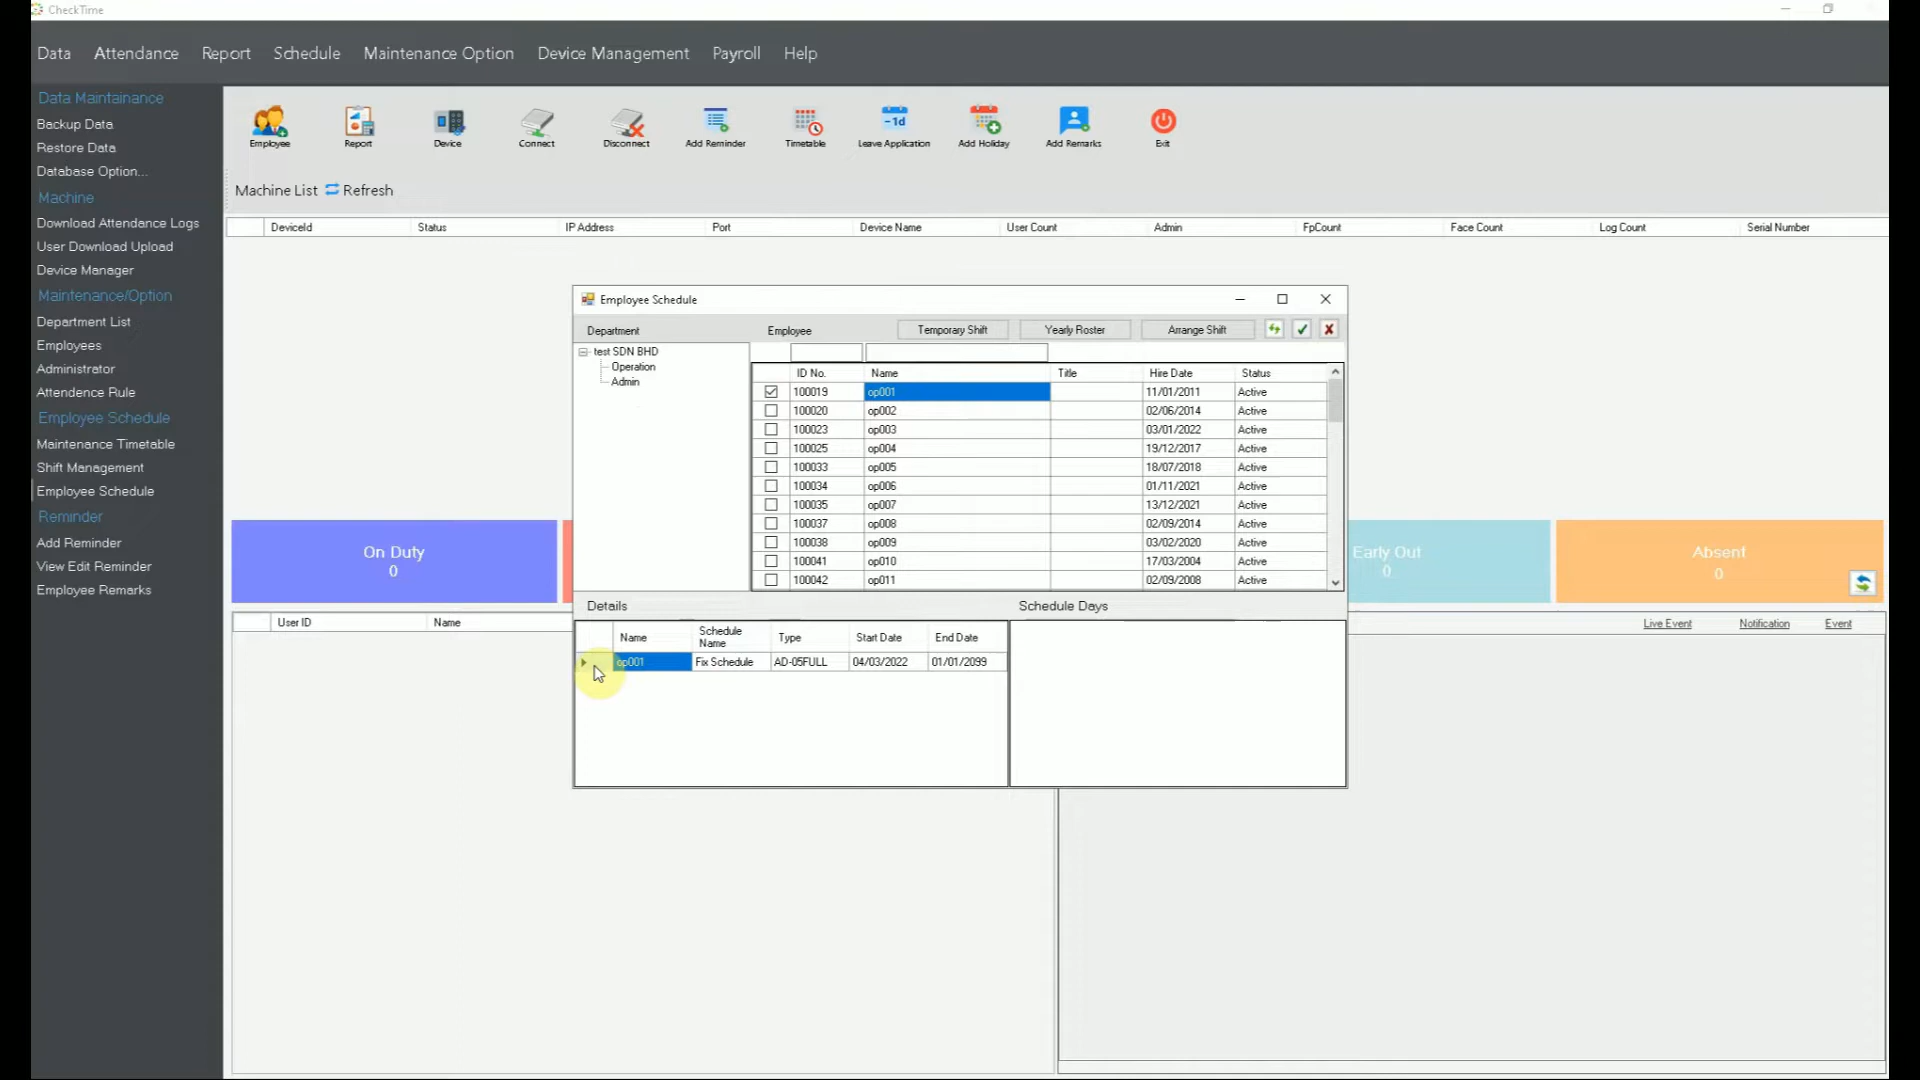 CheckTime
Data Attendance Report Schedule Maintenance Option Device Management Payroll Help
Data Maintainance
Backup Data
Restore Data
Database Option...
Machine
Download Attendance Logs
User Download Upload
Device Manager
Maintenance/Option
Department List
Employees
Administrator
Attendence Rule
Employee Schedule
Maintenance Timetable
Shift Management
Employee Schedule
Reminder
Add Reminder
View Edit Reminder
Employee Remarks
Employee Report Device Connect Disconnect Add Reminder Timetable -1d Leave Application Add Holiday Add Remarks Exit
Machine List Refresh
DeviceId Status IP Address Port Device Name User Count Admin FpCount Face Count Log Count Serial Number
Employee Schedule
Department Employee Temporary Shift Yearly Roster Arrange Shift
test SDN BHD
Operation
Admin
ID No. Name Title Hire Date Status
100019 op001 11/01/2011 Active
100020 op002 02/06/2014 Active
100023 op003 03/01/2022 Active
100025 op004 19/12/2017 Active
100033 op005 18/07/2018 Active
100034 op006 01/11/2021 Active
100035 op007 13/12/2021 Active
100037 op008 02/09/2014 Active
100038 op009 03/02/2020 Active
100041 op010 17/03/2004 Active
100042 op011 02/09/2008 Active
Details Schedule Days
Name Schedule Name Type Start Date End Date
op001 Fix Schedule AD-05FULL 04/03/2022 01/01/2099
On Duty
0
Early Out
0
Absent
0
User ID Name
Live Event Notification Event